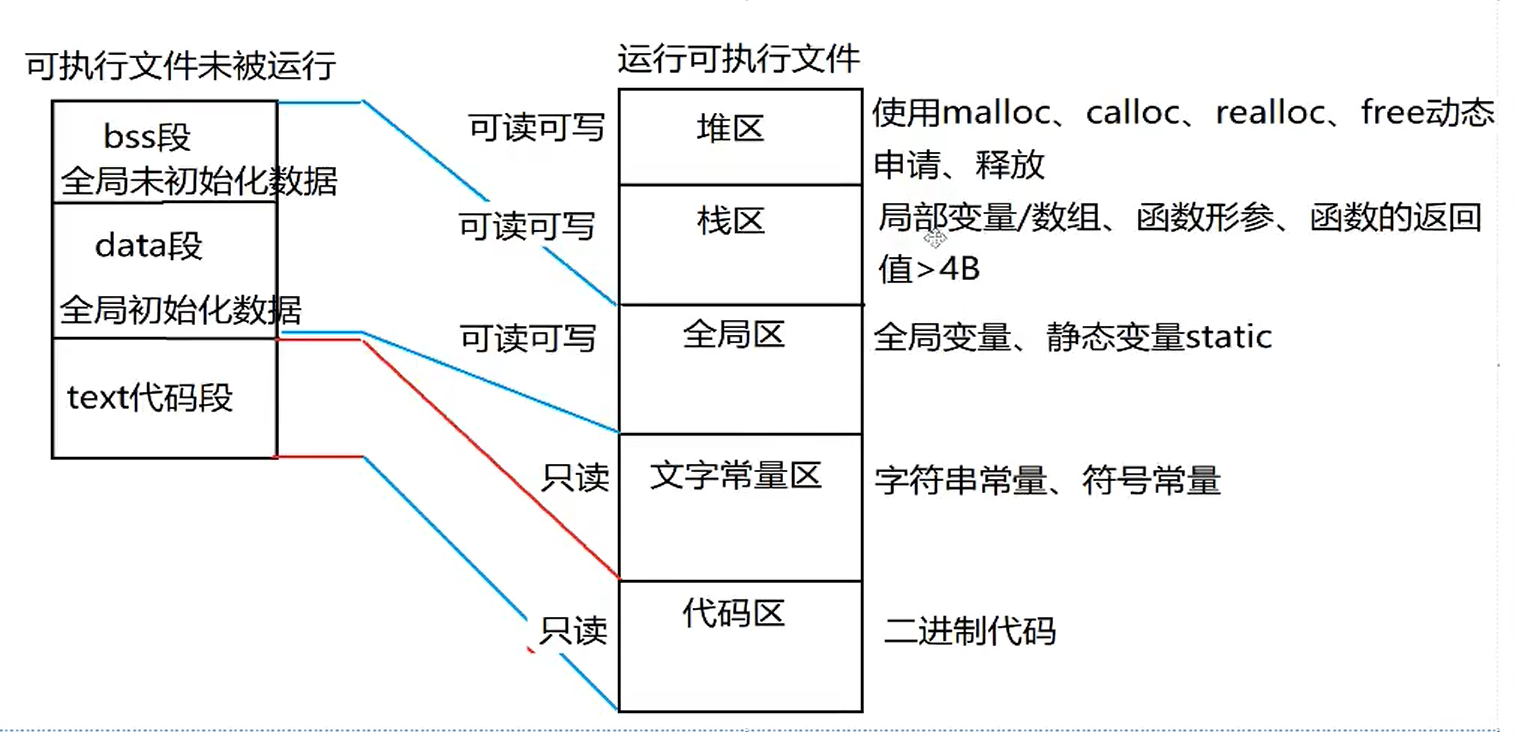 可执行文件未被运行
bss段
全局未初始化数据
data段
全局初始化数据
text代码段
运行可执行文件
可读可写
堆区
使用malloc、calloc、realloc、free动态
申请、释放
可读可写
栈区
局部变量/数组、函数形参、函数的返回
值>4B
可读可写
全局区
全局变量、静态变量static
只读
文字常量区
字符串常量、符号常量
只读
代码区
二进制代码